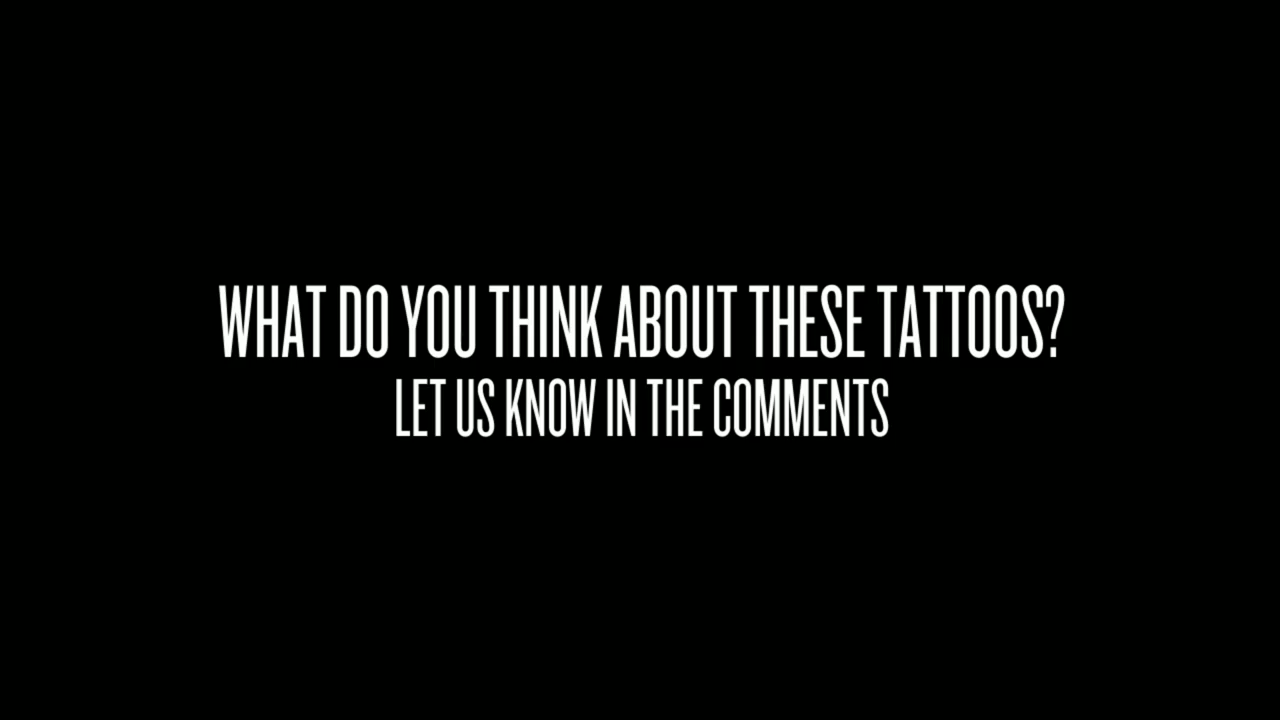 WHAT DO YOU THINK ABOUT THESE TATTOOS?
LET US KNOW IN THE COMMENTS